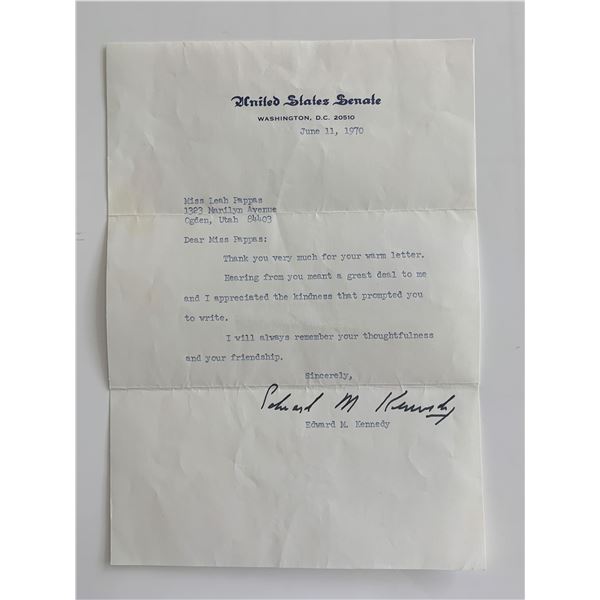 United States Senate
WASHINGTON, D.C. 20510
June 11, 1970
Miss Leah Pappas
1323 Marilyn Avenue
Ogden, Utah 84403
Dear Miss Pappas:
Thank you very much for your warm letter.
Hearing from you meant a great deal to me
and I appreciated the kindness that prompted you
to write.
I will always remember your thoughtfulness
and your friendship.
Sincerely,
Edward M Kennedy
Edward M. Kennedy